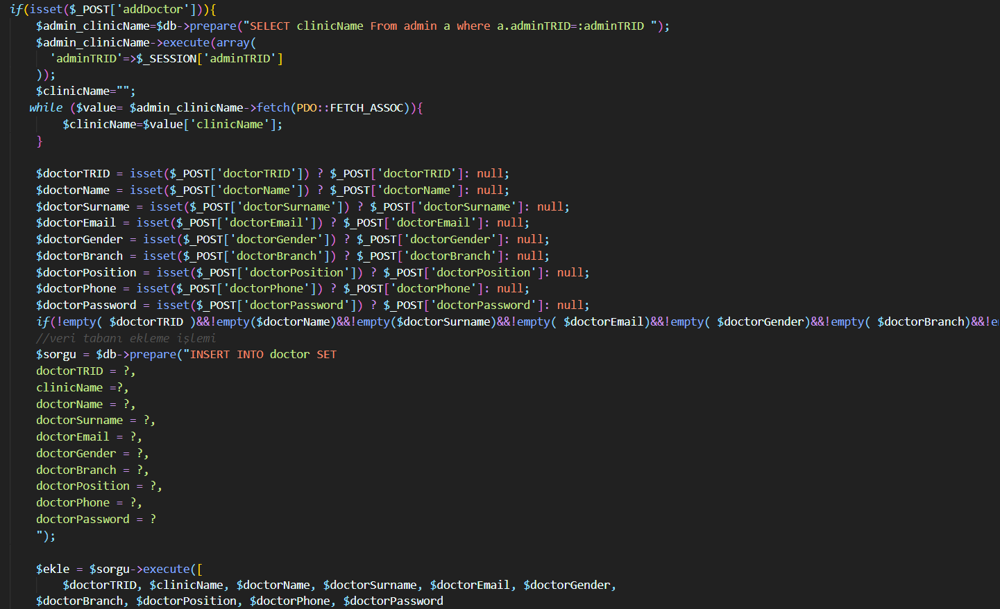 if(isset($_POST['addDoctor'])){
$admin_clinicName=$db->prepare("SELECT clinicName From admin a where a.adminTRID=:adminTRID ");
$admin_clinicName->execute(array(
'adminTRID'=>$_SESSION['adminTRID']
));
$clinicName="";
while ($value= $admin_clinicName->fetch(PDO::FETCH_ASSOC)){
$clinicName=$value['clinicName'];
}
$doctorTRID = isset($_POST['doctorTRID']) ? $_POST['doctorTRID']: null;
$doctorName = isset($_POST['doctorName']) ? $_POST['doctorName']: null;
$doctorSurname = isset($_POST['doctorSurname']) ? $_POST['doctorSurname']: null;
$doctorEmail = isset($_POST['doctorEmail']) ? $_POST['doctorEmail']: null;
$doctorGender = isset($_POST['doctorGender']) ? $_POST['doctorGender']: null;
$doctorBranch = isset($_POST['doctorBranch']) ? $_POST['doctorBranch']: null;
$doctorPosition = isset($_POST['doctorPosition']) ? $_POST['doctorPosition']: null;
$doctorPhone = isset($_POST['doctorPhone']) ? $_POST['doctorPhone']: null;
$doctorPassword = isset($_POST['doctorPassword']) ? $_POST['doctorPassword']: null;
if(!empty( $doctorTRID )&&!empty($doctorName)&&!empty($doctorSurname)&&!empty( $doctorEmail)&&!empty( $doctorGender)&&!empty( $doctorBranch)&&!e
//veri tabanı ekleme işlemi
$sorgu = $db->prepare("INSERT INTO doctor SET
doctorTRID = ?,
clinicName =?,
doctorName = ?,
doctorSurname = ?,
doctorEmail = ?,
doctorGender = ?,
doctorBranch = ?,
doctorPosition = ?,
doctorPhone = ?,
doctorPassword = ?
");
$ekle = $sorgu->execute([
$doctorTRID, $clinicName, $doctorName, $doctorSurname, $doctorEmail, $doctorGender,
$doctorBranch, $doctorPosition, $doctorPhone, $doctorPassword